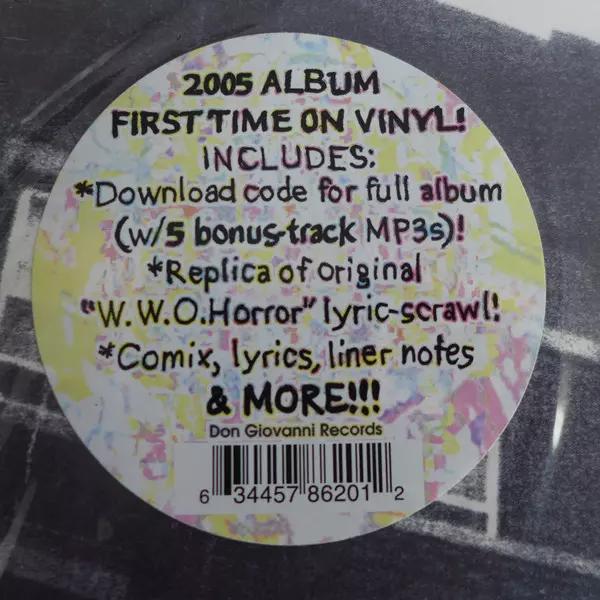 2005 ALBUM
FIRST TIME ON VINYL!
INCLUDES:
*Download code for full album
(w/5 bonus-track MP3s)!
*Replica of original
"W.W.O.Horror" lyric-scrawl!
*Comix, lyrics, liner notes
& MORE!!!
Don Giovanni Records
6 34457 86201 2